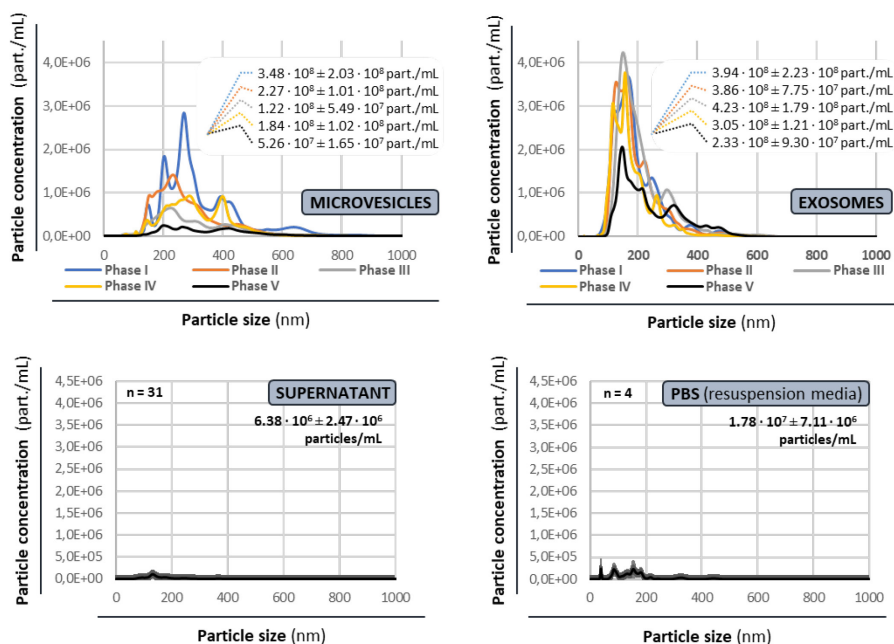 Particle concentration (part./mL)
4,0E+06
3,0E+06
2,0E+06
1,0E+06
0,0E+00
0 200 400 600 800 1000
3.48 · 10⁸ ± 2.03 · 10⁸ part./mL
2.27 · 10⁸ ± 1.01 · 10⁸ part./mL
1.22 · 10⁸ ± 5.49 · 10⁷ part./mL
1.84 · 10⁸ ± 1.02 · 10⁸ part./mL
5.26 · 10⁷ ± 1.65 · 10⁷ part./mL
MICROVESICLES
Phase I Phase II Phase III
Phase IV Phase V
Particle size (nm)
Particle concentration (part./mL)
4,0E+06
3,0E+06
2,0E+06
1,0E+06
0,0E+00
0 200 400 600 800 1000
3.94 · 10⁸ ± 2.23 · 10⁸ part./mL
3.86 · 10⁸ ± 7.75 · 10⁷ part./mL
4.23 · 10⁸ ± 1.79 · 10⁸ part./mL
3.05 · 10⁸ ± 1.21 · 10⁸ part./mL
2.33 · 10⁸ ± 9.30 · 10⁷ part./mL
EXOSOMES
Phase I Phase II Phase III
Phase IV Phase V
Particle size (nm)
Particle concentration (part./mL)
4,5E+06
4,0E+06
3,5E+06
3,0E+06
2,5E+06
2,0E+06
1,5E+06
1,0E+06
5,0E+05
0,0E+00
0 200 400 600 800 1000
n = 31
SUPERNATANT
6.38 · 10⁶ ± 2.47 · 10⁶
particles/mL
Particle size (nm)
Particle concentration (part./mL)
4,5E+06
4,0E+06
3,5E+06
3,0E+06
2,5E+06
2,0E+06
1,5E+06
1,0E+06
5,0E+05
0,0E+00
0 200 400 600 800 1000
n = 4
PBS (resuspension media)
1.78 · 10⁷ ± 7.11 · 10⁶
particles/mL
Particle size (nm)